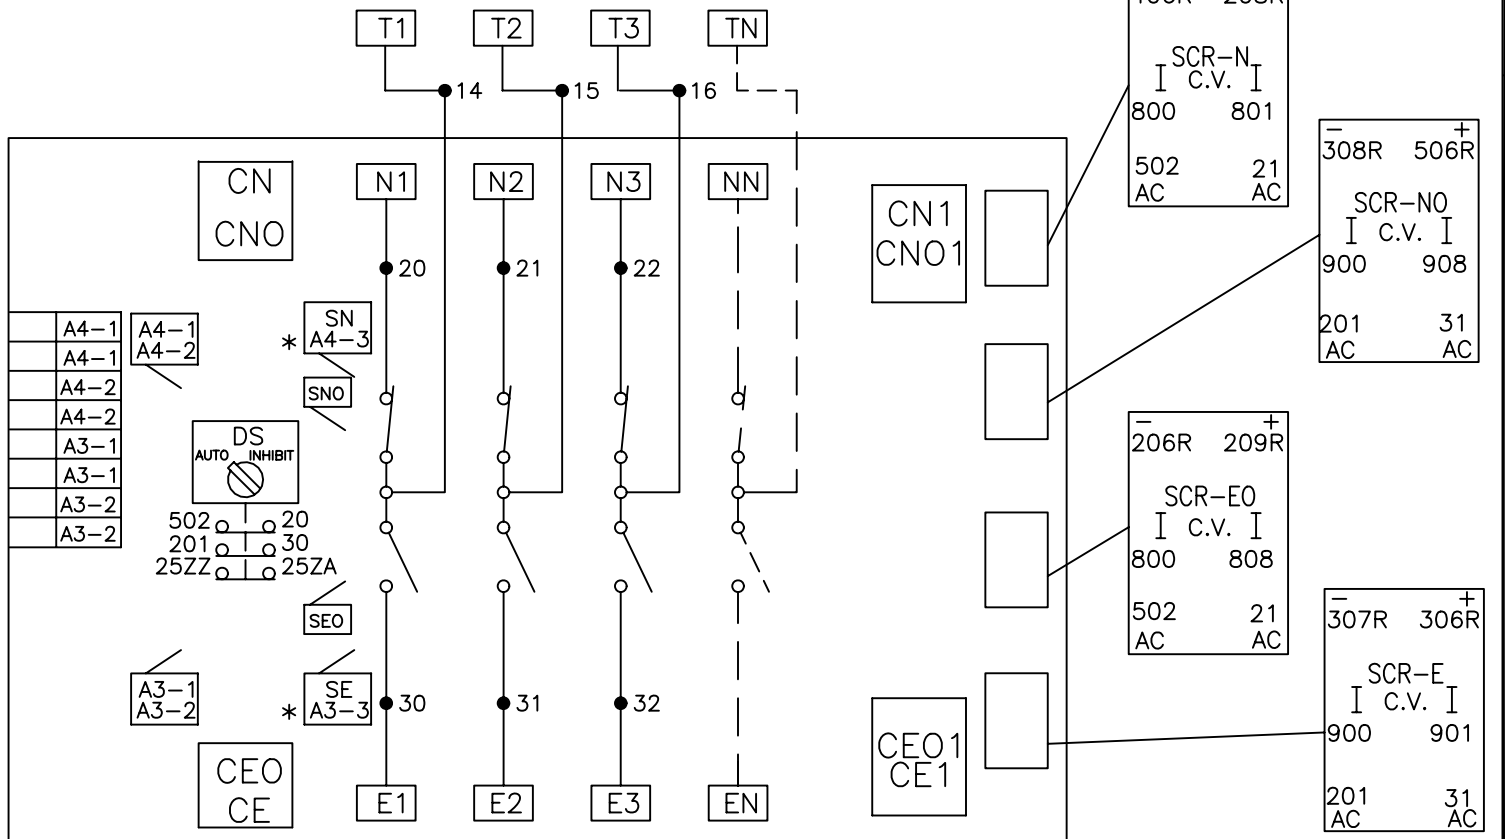 T1 T2 T3 TN
14 15 16
SCR-N
I C.V. I
800 801
502 21
AC AC
- +
308R 506R
SCR-NO
I C.V. I
900 908
201 31
AC AC
CN
CNO
N1 N2 N3 NN
CN1
CNO1
20 21 22
A4-1
A4-1
A4-2
A4-2
A3-1
A3-1
A3-2
A3-2
A4-1
A4-2
* SN
A4-3
SNO
DS
AUTO INHIBIT
502 20
201 30
25ZZ 25ZA
- +
206R 209R
SCR-EO
I C.V. I
800 808
502 21
AC AC
SEO
A3-1
A3-2
* SE
A3-3
30 31 32
- +
307R 306R
SCR-E
I C.V. I
900 901
201 31
AC AC
CEO
CE
E1 E2 E3 EN
CEO1
CE1